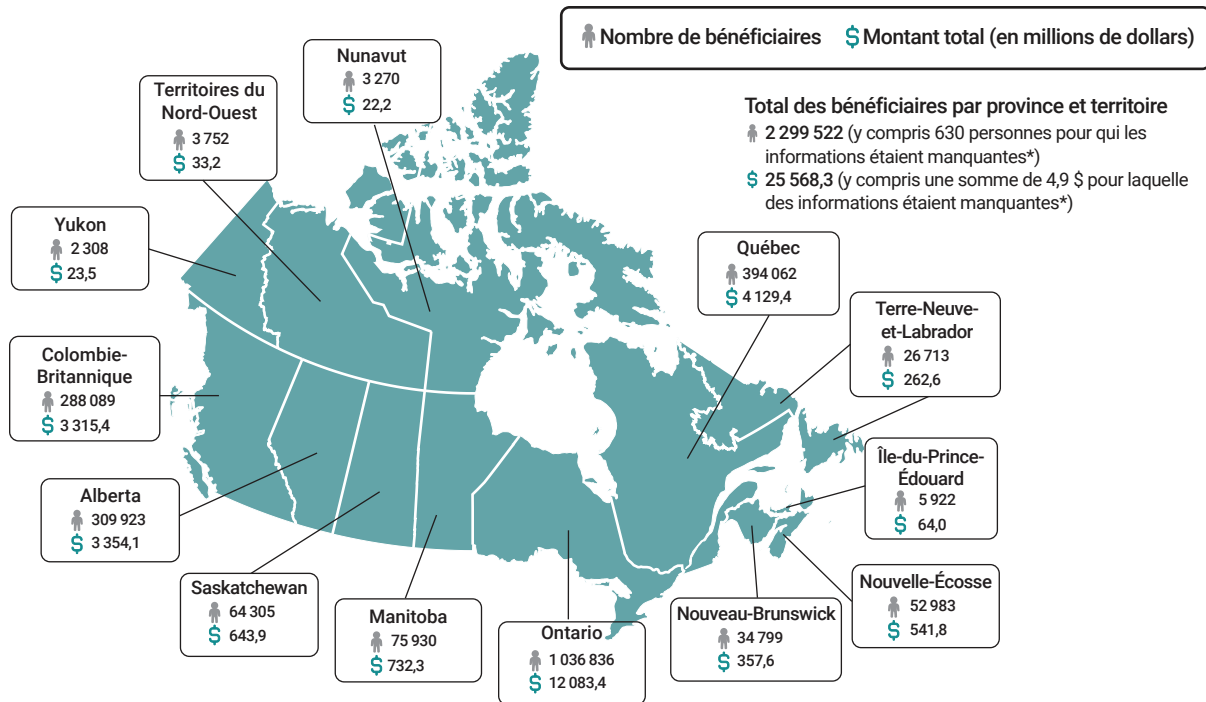 Nombre de bénéficiaires
$ Montant total (en millions de dollars)
Total des bénéficiaires par province et territoire
2 299 522 (y compris 630 personnes pour qui les
informations étaient manquantes*)
$ 25 568,3 (y compris une somme de 4,9 $ pour laquelle
des informations étaient manquantes*)
Nunavut
3 270
$ 22,2
Territoires du
Nord-Ouest
3 752
$ 33,2
Yukon
2 308
$ 23,5
Québec
394 062
$ 4 129,4
Terre-Neuve-
et-Labrador
26 713
$ 262,6
Colombie-
Britannique
288 089
$ 3 315,4
Île-du-Prince-
Édouard
5 922
$ 64,0
Alberta
309 923
$ 3 354,1
Saskatchewan
64 305
$ 643,9
Manitoba
75 930
$ 732,3
Ontario
1 036 836
$ 12 083,4
Nouveau-Brunswick
34 799
$ 357,6
Nouvelle-Écosse
52 983
$ 541,8